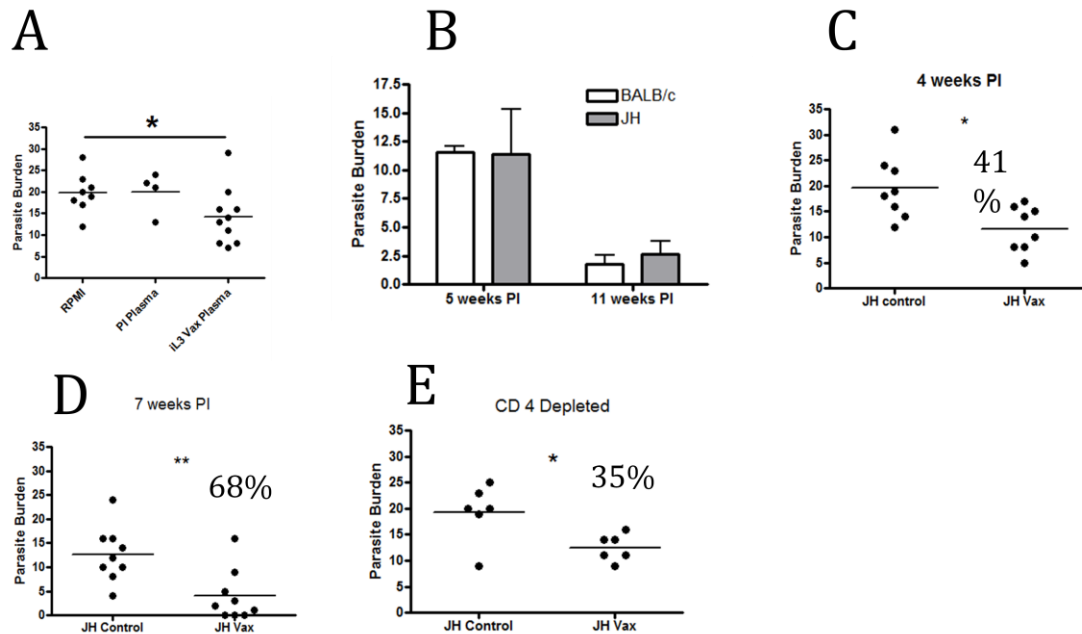 A
*
35
30
25
20
15
10
5
0
Parasite Burden
RPMI
PI Plasma
iL3 Vax Plasma
B
17.5
15.0
12.5
10.0
7.5
5.0
2.5
0.0
Parasite Burden
BALB/c
JH
5 weeks PI
11 weeks PI
C
4 weeks PI
35
30
25
20
15
10
5
0
Parasite Burden
*
41
%
JH control
JH Vax
D
7 weeks PI
35
30
25
20
15
10
5
0
Parasite Burden
**
68%
JH Control
JH Vax
E
CD 4 Depleted
35
30
25
20
15
10
5
0
Parasite Burden
*
35%
JH Control
JH Vax